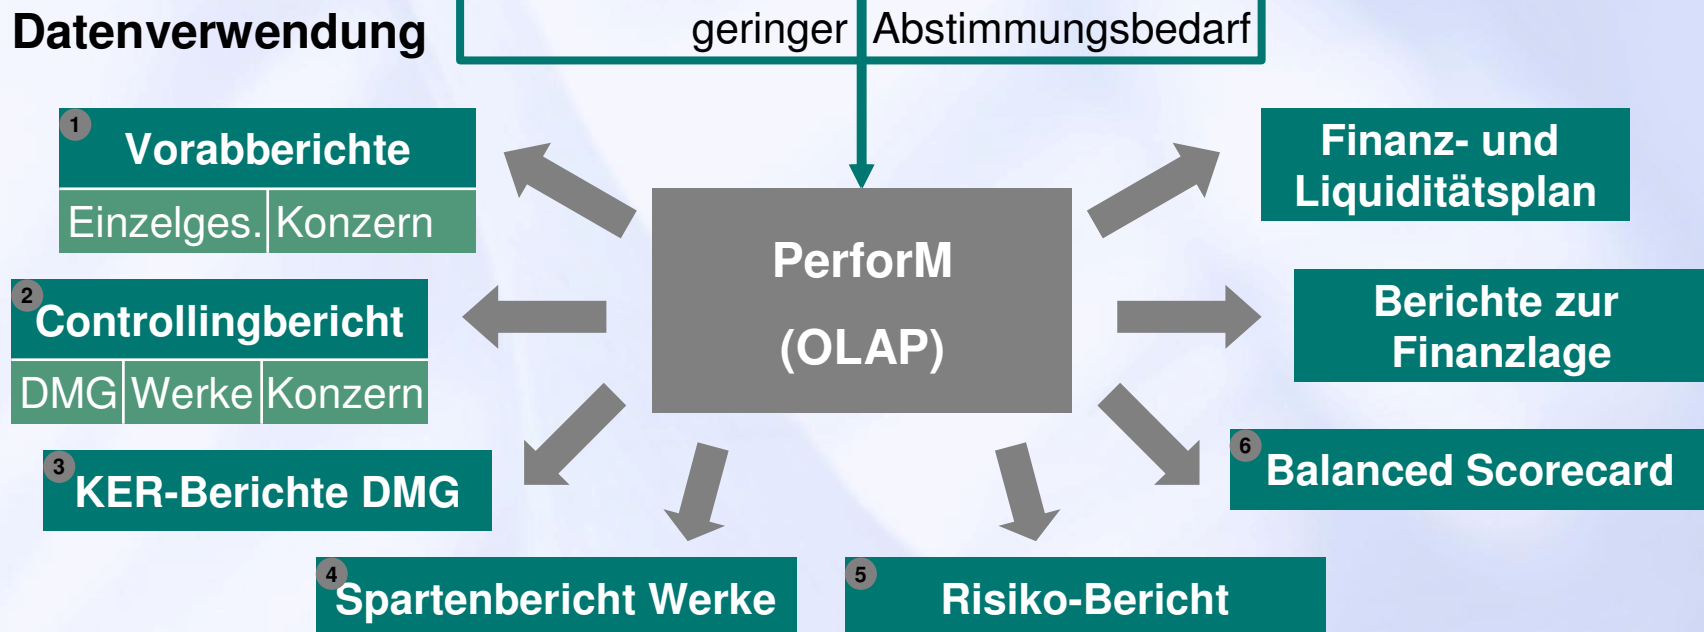 Datenverwendung
geringer Abstimmungsbedarf
1
Vorabberichte
Einzelges. Konzern
2
Controllingbericht
DMG Werke Konzern
3
KER-Berichte DMG
4
Spartenbericht Werke
PerforM
(OLAP)
5
Risiko-Bericht
Finanz- und
Liquiditätsplan
Berichte zur
Finanzlage
6
Balanced Scorecard